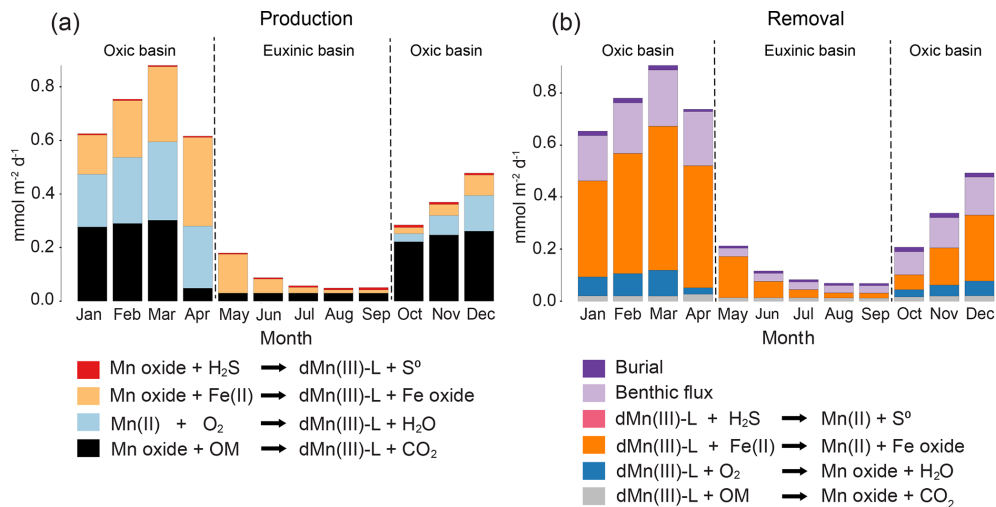 (a) Production
Oxic basin Euxinic basin Oxic basin
mmol m⁻² d⁻¹
0.8
0.6
0.4
0.2
0.0
Jan Feb Mar Apr May Jun Jul Aug Sep Oct Nov Dec
Month
Mn oxide + H₂S → dMn(III)-L + Sº
Mn oxide + Fe(II) → dMn(III)-L + Fe oxide
Mn(II) + O₂ → dMn(III)-L + H₂O
Mn oxide + OM → dMn(III)-L + CO₂
(b) Removal
Oxic basin Euxinic basin Oxic basin
mmol m⁻² d⁻¹
0.8
0.6
0.4
0.2
0.0
Jan Feb Mar Apr May Jun Jul Aug Sep Oct Nov Dec
Month
Burial
Benthic flux
dMn(III)-L + H₂S → Mn(II) + Sº
dMn(III)-L + Fe(II) → Mn(II) + Fe oxide
dMn(III)-L + O₂ → Mn oxide + H₂O
dMn(III)-L + OM → Mn oxide + CO₂